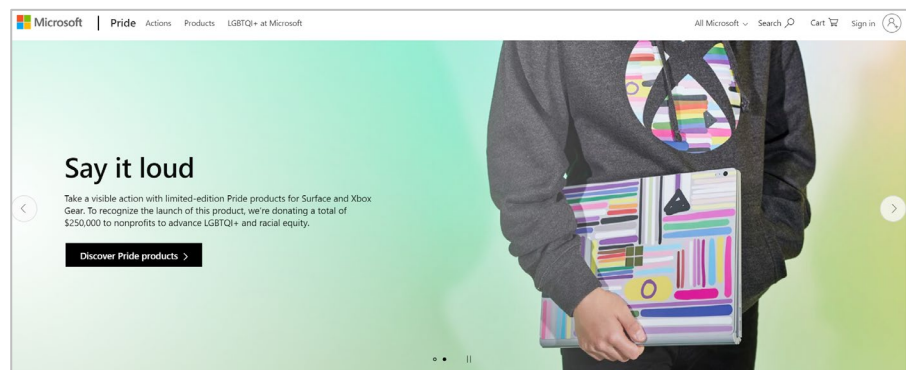 Microsoft Pride Actions Products LGBTQI+ at Microsoft All Microsoft Search Cart Sign in
Say it loud
Take a visible action with limited-edition Pride products for Surface and Xbox
Gear. To recognize the launch of this product, we're donating a total of
$250,000 to nonprofits to advance LGBTQI+ and racial equity.
Discover Pride products